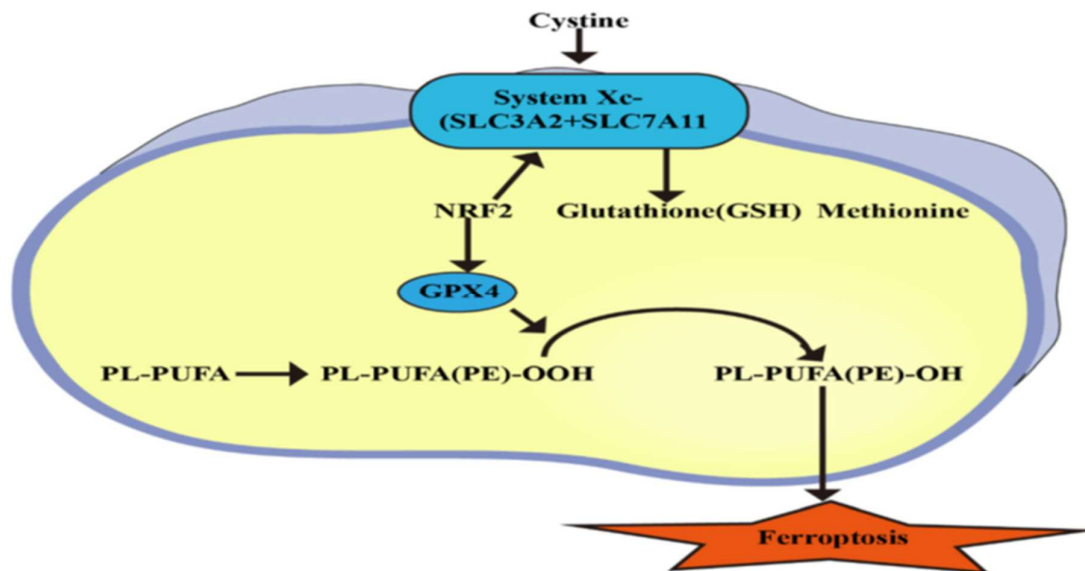 Cystine
System Xc-
(SLC3A2+SLC7A11
NRF2
Glutathione(GSH) Methionine
GPX4
PL-PUFA
PL-PUFA(PE)-OOH
PL-PUFA(PE)-OH
Ferroptosis